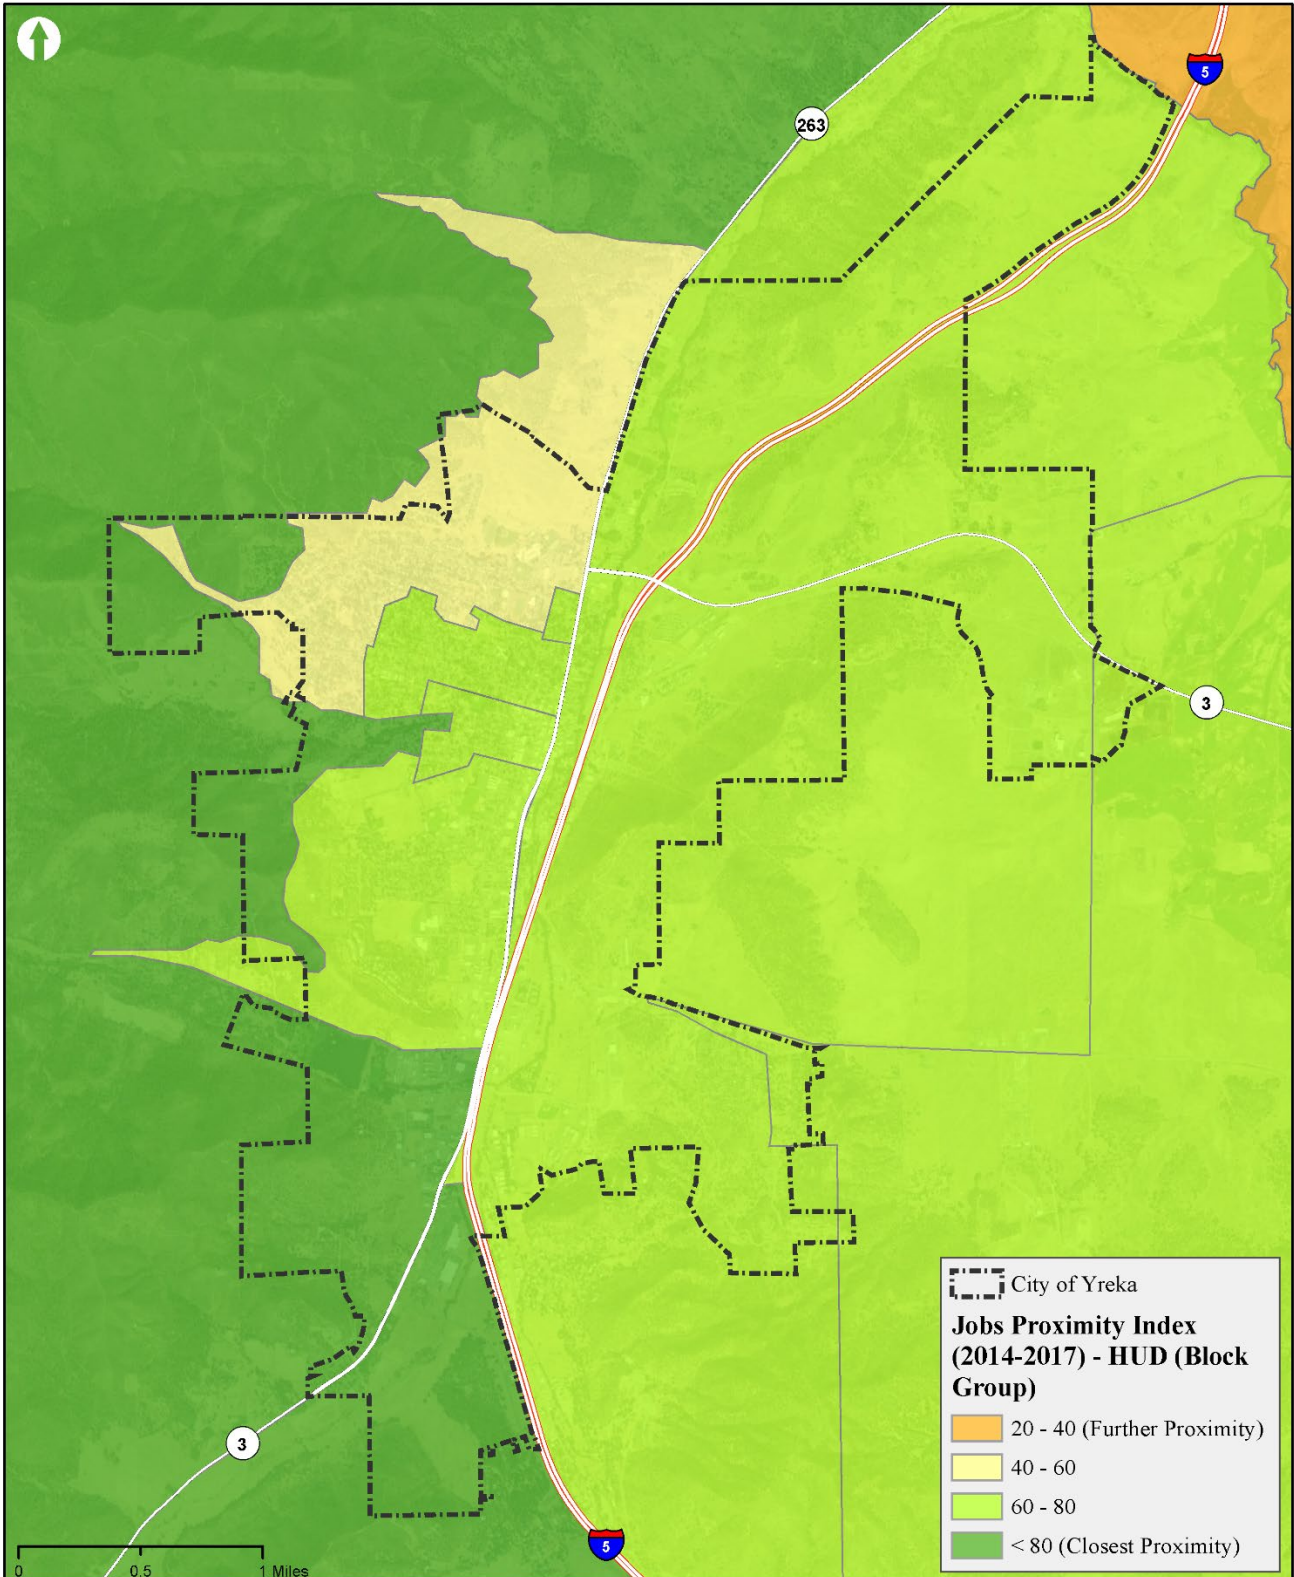 5
263
3
3
5
0
0.5
1 Miles
City of Yreka
Jobs Proximity Index
(2014-2017) - HUD (Block
Group)
20 - 40 (Further Proximity)
40 - 60
60 - 80
< 80 (Closest Proximity)